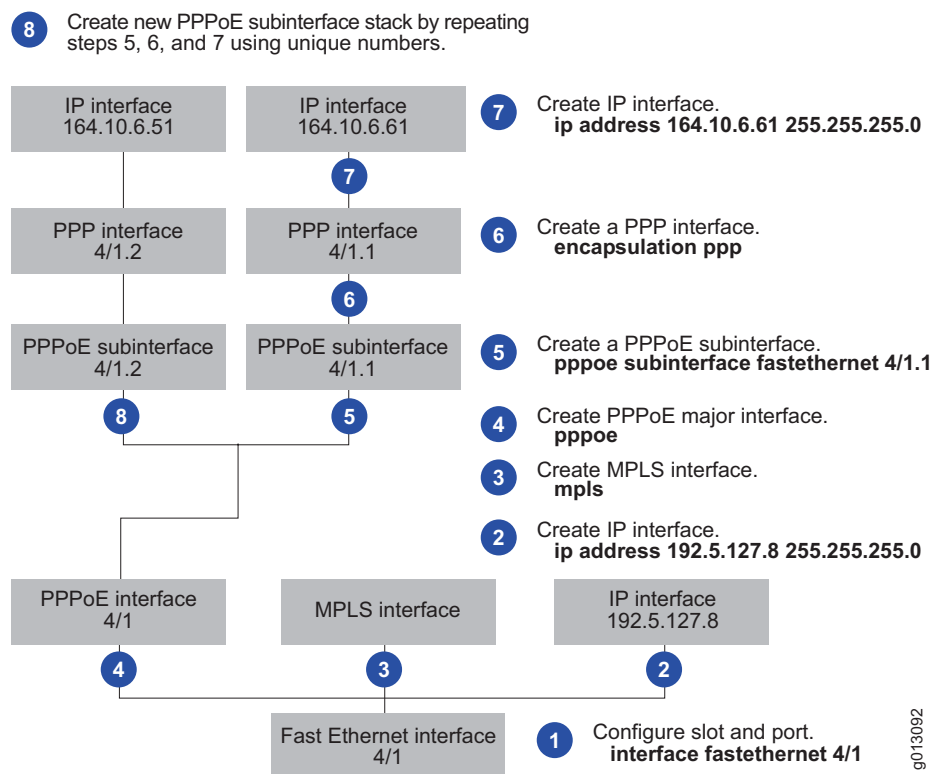 8
Create new PPPoE subinterface stack by repeating
steps 5, 6, and 7 using unique numbers.
IP interface
164.10.6.51
IP interface
164.10.6.61
7
Create IP interface.
ip address 164.10.6.61 255.255.255.0
7
PPP interface
4/1.2
PPP interface
4/1.1
6
Create a PPP interface.
encapsulation ppp
6
PPPoE subinterface
4/1.2
PPPoE subinterface
4/1.1
5
Create a PPPoE subinterface.
pppoe subinterface fastethernet 4/1.1
8
5
4
Create PPPoE major interface.
pppoe
3
Create MPLS interface.
mpls
2
Create IP interface.
ip address 192.5.127.8 255.255.255.0
PPPoE interface
4/1
MPLS interface
IP interface
192.5.127.8
4
3
2
Fast Ethernet interface
4/1
1
Configure slot and port.
interface fastethernet 4/1
g013092